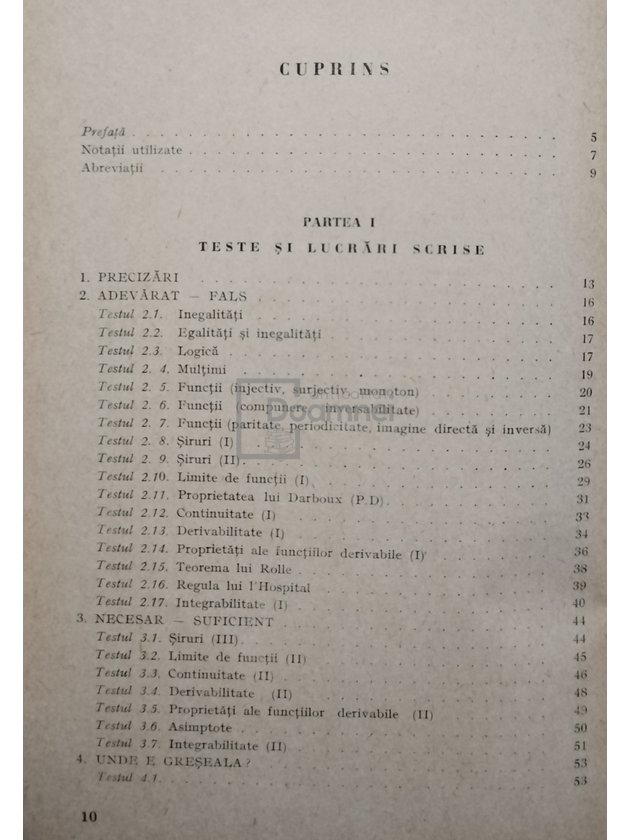 CUPRINS
Prefață . . . 5
Notații utilizate . . . 7
Abreviații . . . 9
PARTEA I
TESTE ȘI LUCRĂRI SCRISE
1. PRECIZĂRI . . . 13
2. ADEVĂRAT — FALS . . . 16
Testul 2.1. Inegalități . . . 16
Testul 2.2. Egalități și inegalități . . . 17
Testul 2.3. Logică . . . 17
Testul 2. 4. Mulțimi . . . 19
Testul 2. 5. Funcții (injectiv, surjectiv, monoton) . . . 20
Testul 2. 6. Funcții (compunere, inversabilitate) . . . 21
Testul 2. 7. Funcții (paritate, periodicitate, imagine directă și inversă) 23
Testul 2. 8. Șiruri (I) . . . 24
Testul 2. 9. Șiruri (II) . . . 26
Testul 2.10. Limite de funcții (I) . . . 29
Testul 2.11. Proprietatea lui Darboux (P.D) . . . 31
Testul 2.12. Continuitate (I) . . . 33
Testul 2.13. Derivabilitate (I) . . . 34
Testul 2.14. Proprietăți ale funcțiilor derivabile (I) . . . 36
Testul 2.15. Teorema lui Rolle . . . 38
Testul 2.16. Regula lui l'Hospital . . . 39
Testul 2.17. Integrabilitate (I) . . . 40
3. NECESAR — SUFICIENT . . . 44
Testul 3.1. Șiruri (III) . . . 44
Testul 3.2. Limite de funcții (II) . . . 45
Testul 3.3. Continuitate (II) . . . 46
Testul 3.4. Derivabilitate (II) . . . 48
Testul 3.5. Proprietăți ale funcțiilor derivabile (II) . . . 49
Testul 3.6. Asimptote . . . 50
Testul 3.7. Integrabilitate (II) . . . 51
4. UNDE E GREȘEALA? . . . 53
Testul 4.1. . . . 53
10